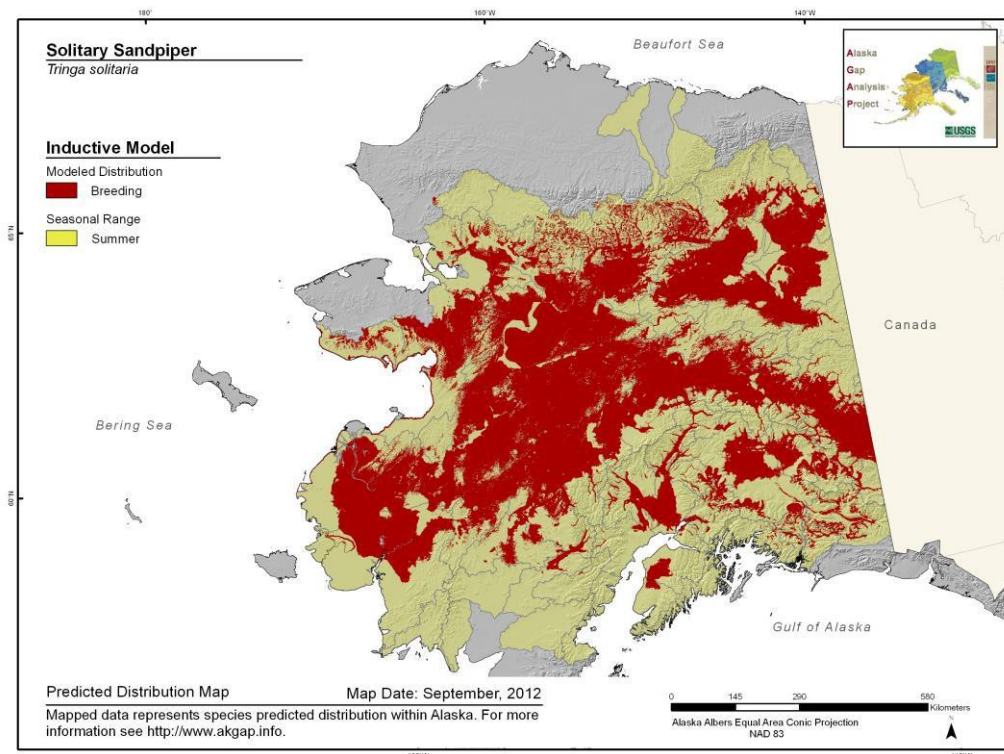 180°
160°W
140°W
Solitary Sandpiper
Tringa solitaria
Beaufort Sea
Alaska
Gap
Analysis
Project
USGS
Inductive Model
Modeled Distribution
Breeding
Seasonal Range
Summer
65°N
65°N
Canada
Bering Sea
60°N
60°N
Gulf of Alaska
Predicted Distribution Map
Map Date: September, 2012
Mapped data represents species predicted distribution within Alaska. For more
information see http://www.akgap.info.
0 145 290 580
Kilometers
Alaska Albers Equal Area Conic Projection
NAD 83
N